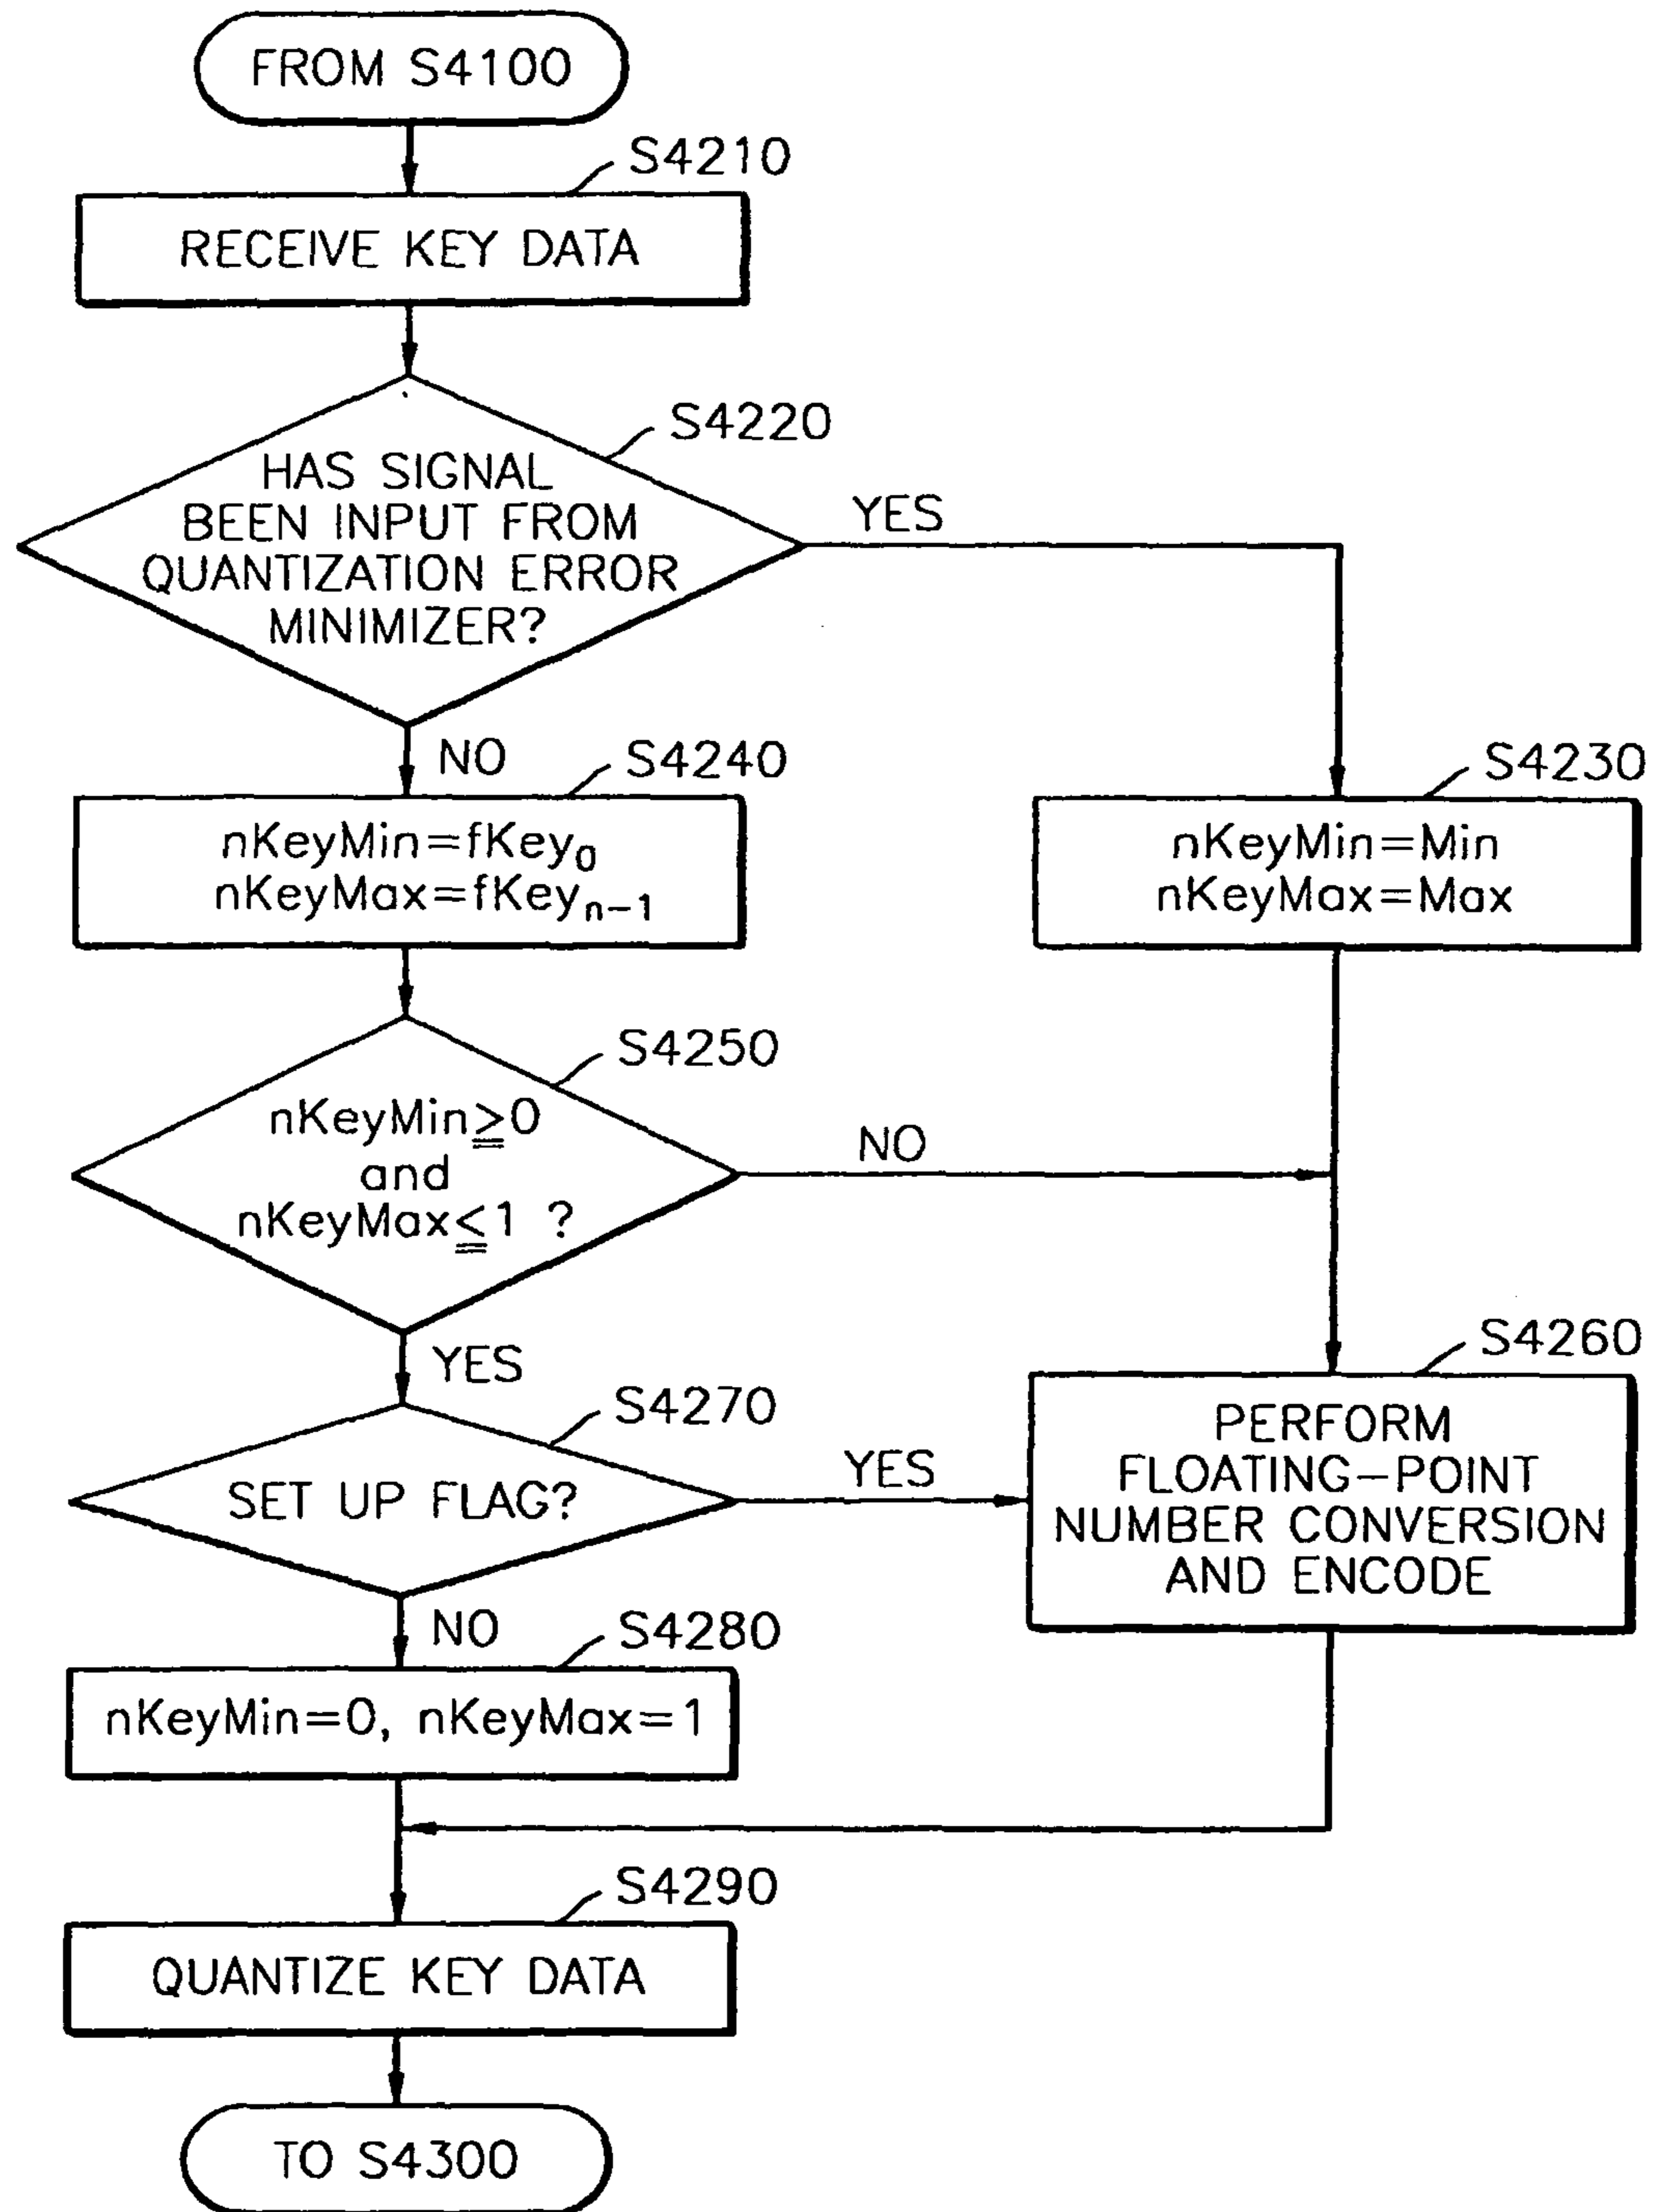 FROM S4100
S4210
RECEIVE KEY DATA
S4220
HAS SIGNAL
BEEN INPUT FROM
QUANTIZATION ERROR
MINIMIZER?
YES
NO
S4240
nKeyMin=fKey₀
nKeyMax=fKeyₙ₋₁
S4230
nKeyMin=Min
nKeyMax=Max
S4250
nKeyMin≧0
and
nKeyMax≦1 ?
NO
YES
S4260
PERFORM
FLOATING-POINT
NUMBER CONVERSION
AND ENCODE
S4270
SET UP FLAG?
YES
NO
S4280
nKeyMin=0, nKeyMax=1
S4290
QUANTIZE KEY DATA
TO S4300